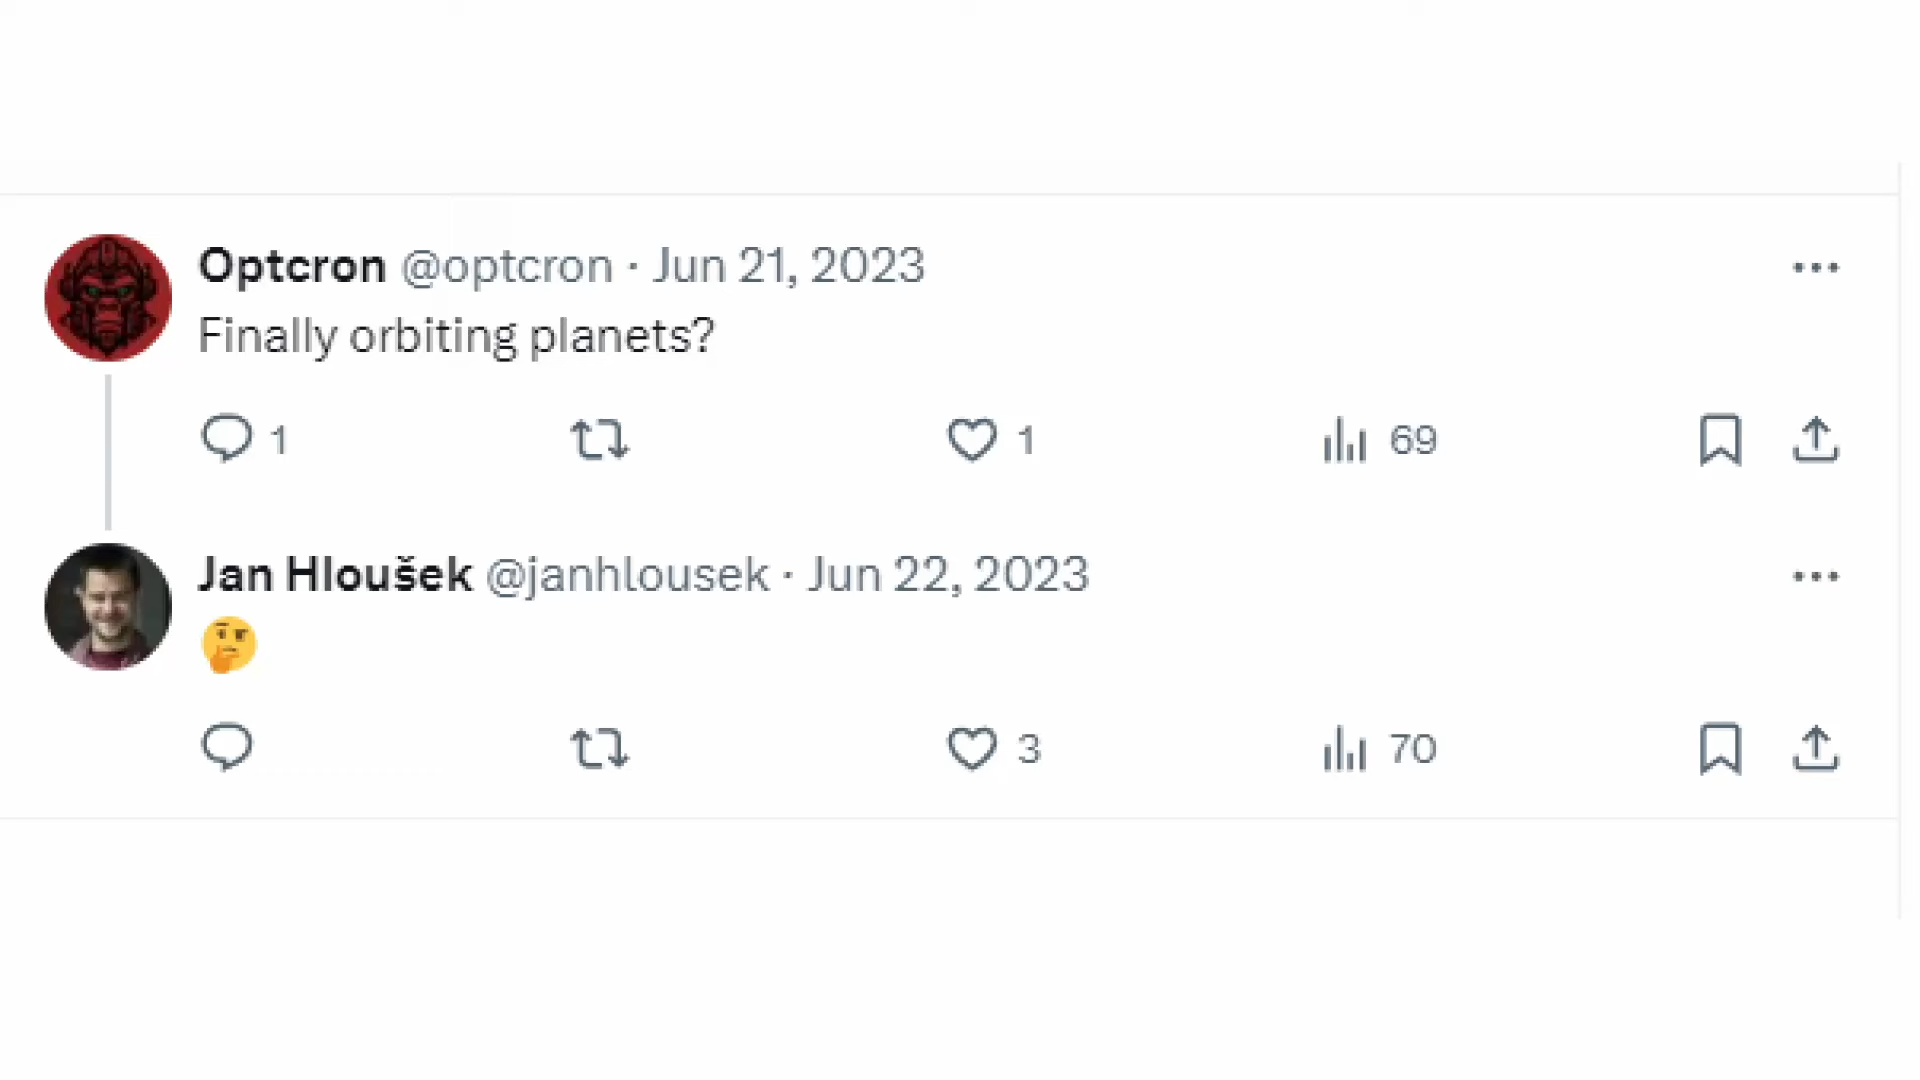 Optcron @optcron · Jun 21, 2023
Finally orbiting planets?
1 1 69
Jan Hloušek @janhlousek · Jun 22, 2023
🤔
3 70